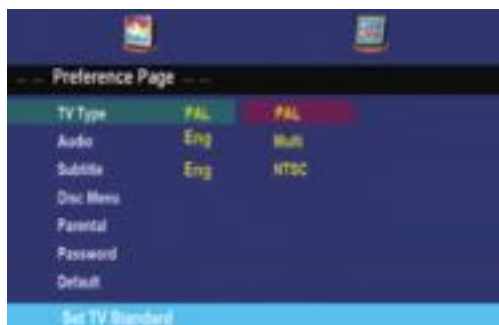 -- Preference Page --
TV Type PAL PAL
Audio Eng Multi
Subtitle Eng NTSC
Disc Menu
Parental
Password
Default
Set TV Standard